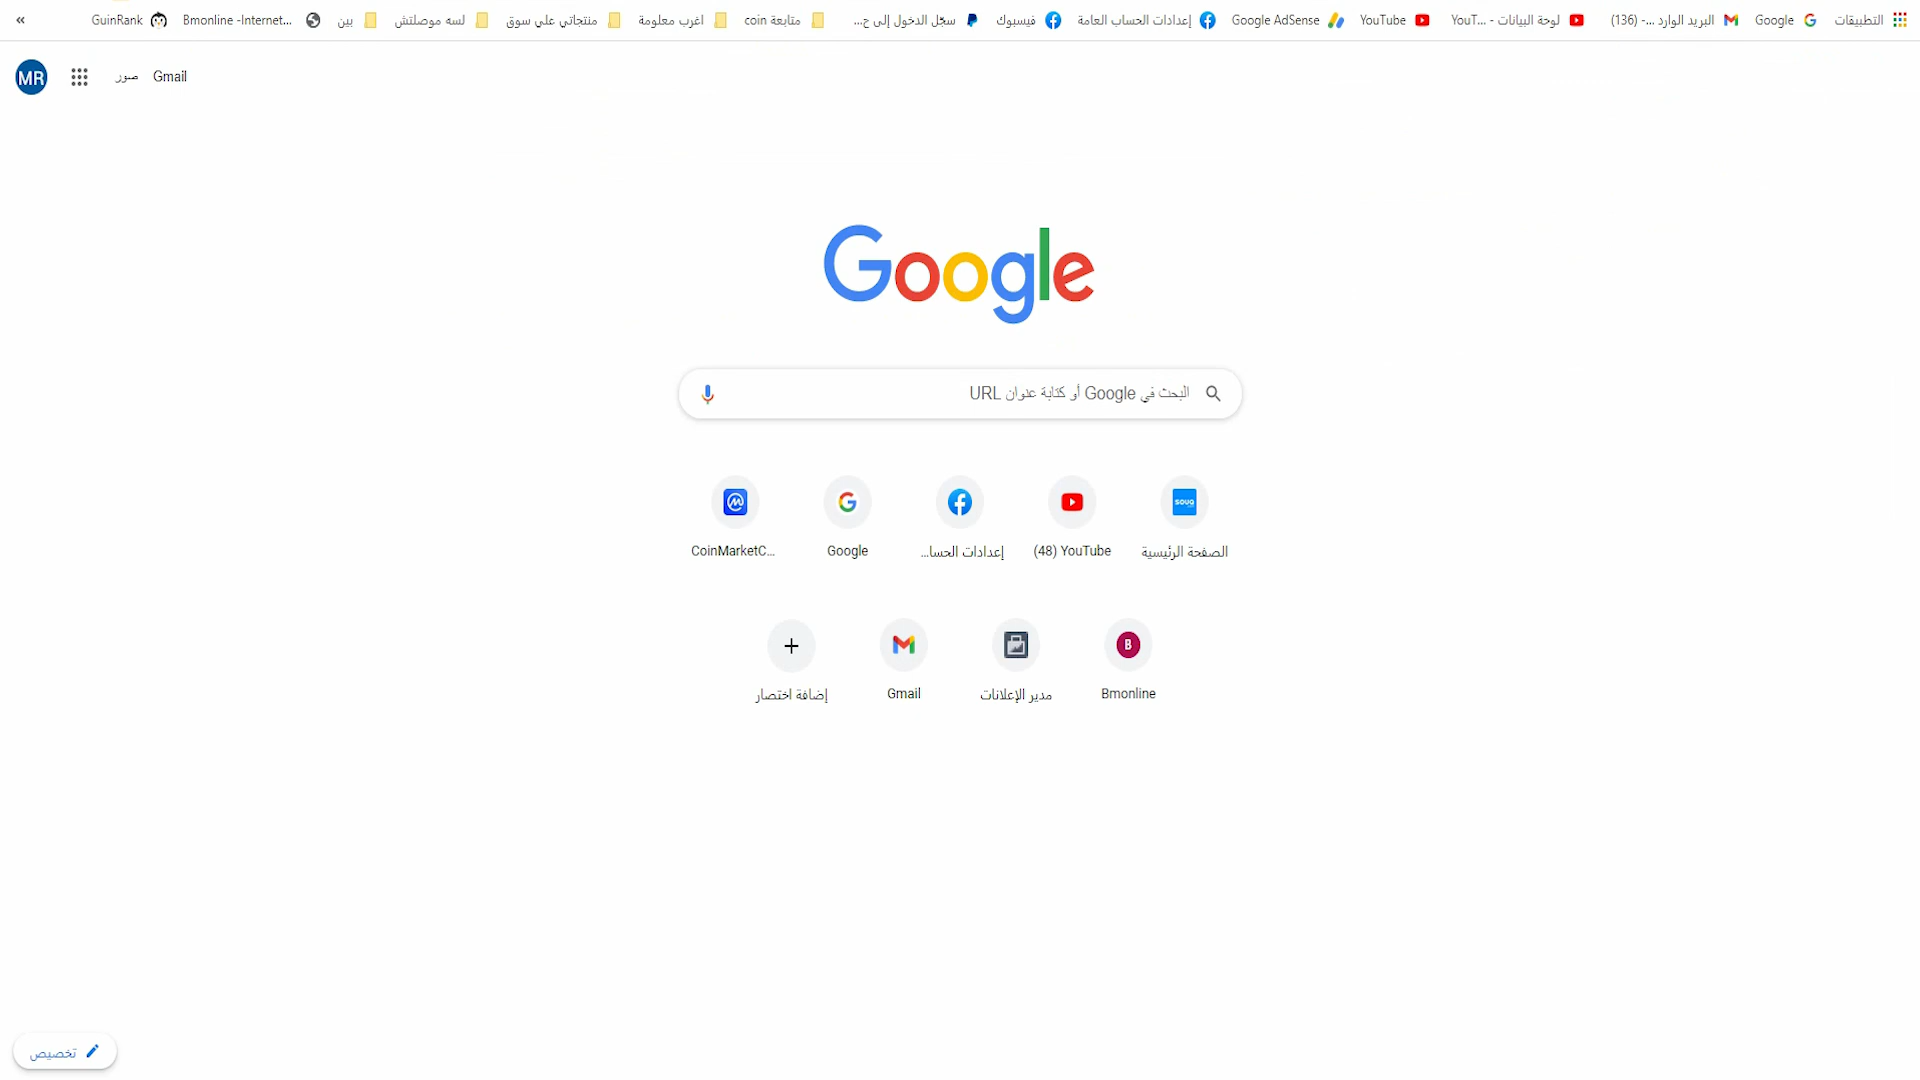 التطبيقات Google البريد الوارد ...- (136) لوحة البيانات - YouT... YouTube Google AdSense إعدادات الحساب العامة فيسبوك سجّل الدخول إلى ح... متابعة coin اغرب معلومة منتجاتي علي سوق لسه موصلتش بين Bmonline -Internet... GuinRank »
Gmail صور MR
Google
البحث في Google أو كتابة عنوان URL
souq
الصفحة الرئيسية (48) YouTube إعدادات الحسا... Google CoinMarketC...
B
Bmonline مدير الإعلانات Gmail إضافة اختصار
تخصيص